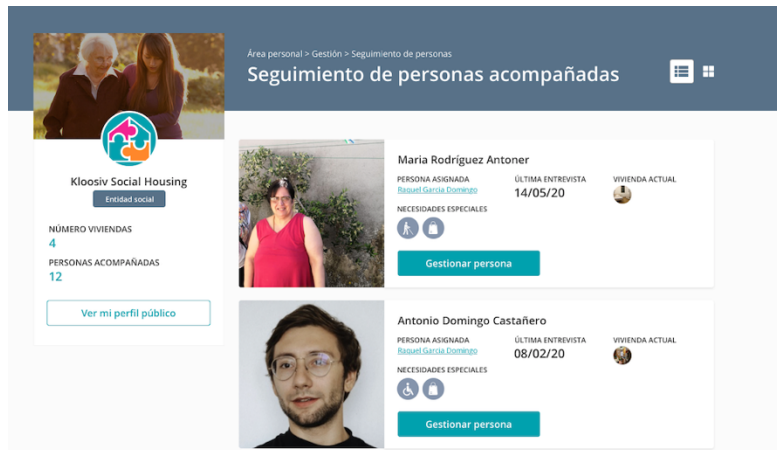 Área personal > Gestión > Seguimiento de personas
Seguimiento de personas acompañadas
Kloosiv Social Housing
Entidad social
NÚMERO VIVIENDAS
4
PERSONAS ACOMPAÑADAS
12
Ver mi perfil público
Maria Rodríguez Antoner
PERSONA ASIGNADA
ÚLTIMA ENTREVISTA
VIVIENDA ACTUAL
Raquel García Domingo
14/05/20
NECESIDADES ESPECIALES
Gestionar persona
Antonio Domingo Castañero
PERSONA ASIGNADA
ÚLTIMA ENTREVISTA
VIVIENDA ACTUAL
Raquel García Domingo
08/02/20
NECESIDADES ESPECIALES
Gestionar persona